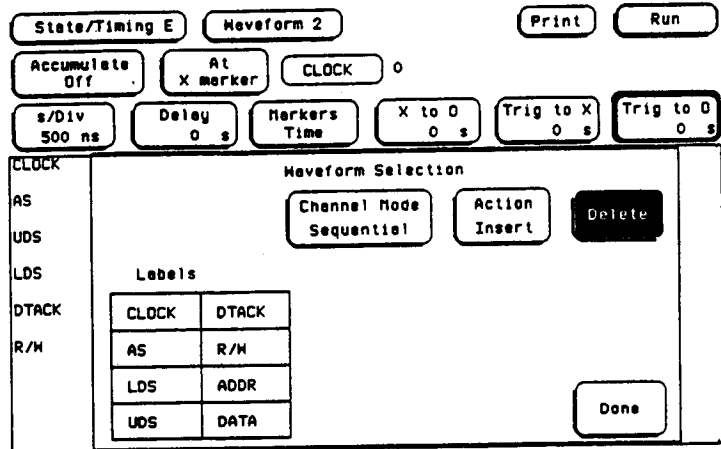 State/Timing E Waveform 2 Print Run
Accumulate Off At X marker CLOCK 0
s/Div 500 ns Delay 0 s Markers Time X to O 0 s Trig to X 0 s Trig to O 0 s
CLOCK
AS
UDS
LDS
DTACK
R/W
Waveform Selection
Channel Mode Sequential Action Insert Delete
Labels
CLOCK DTACK
AS R/W
LDS ADDR
UDS DATA
Done